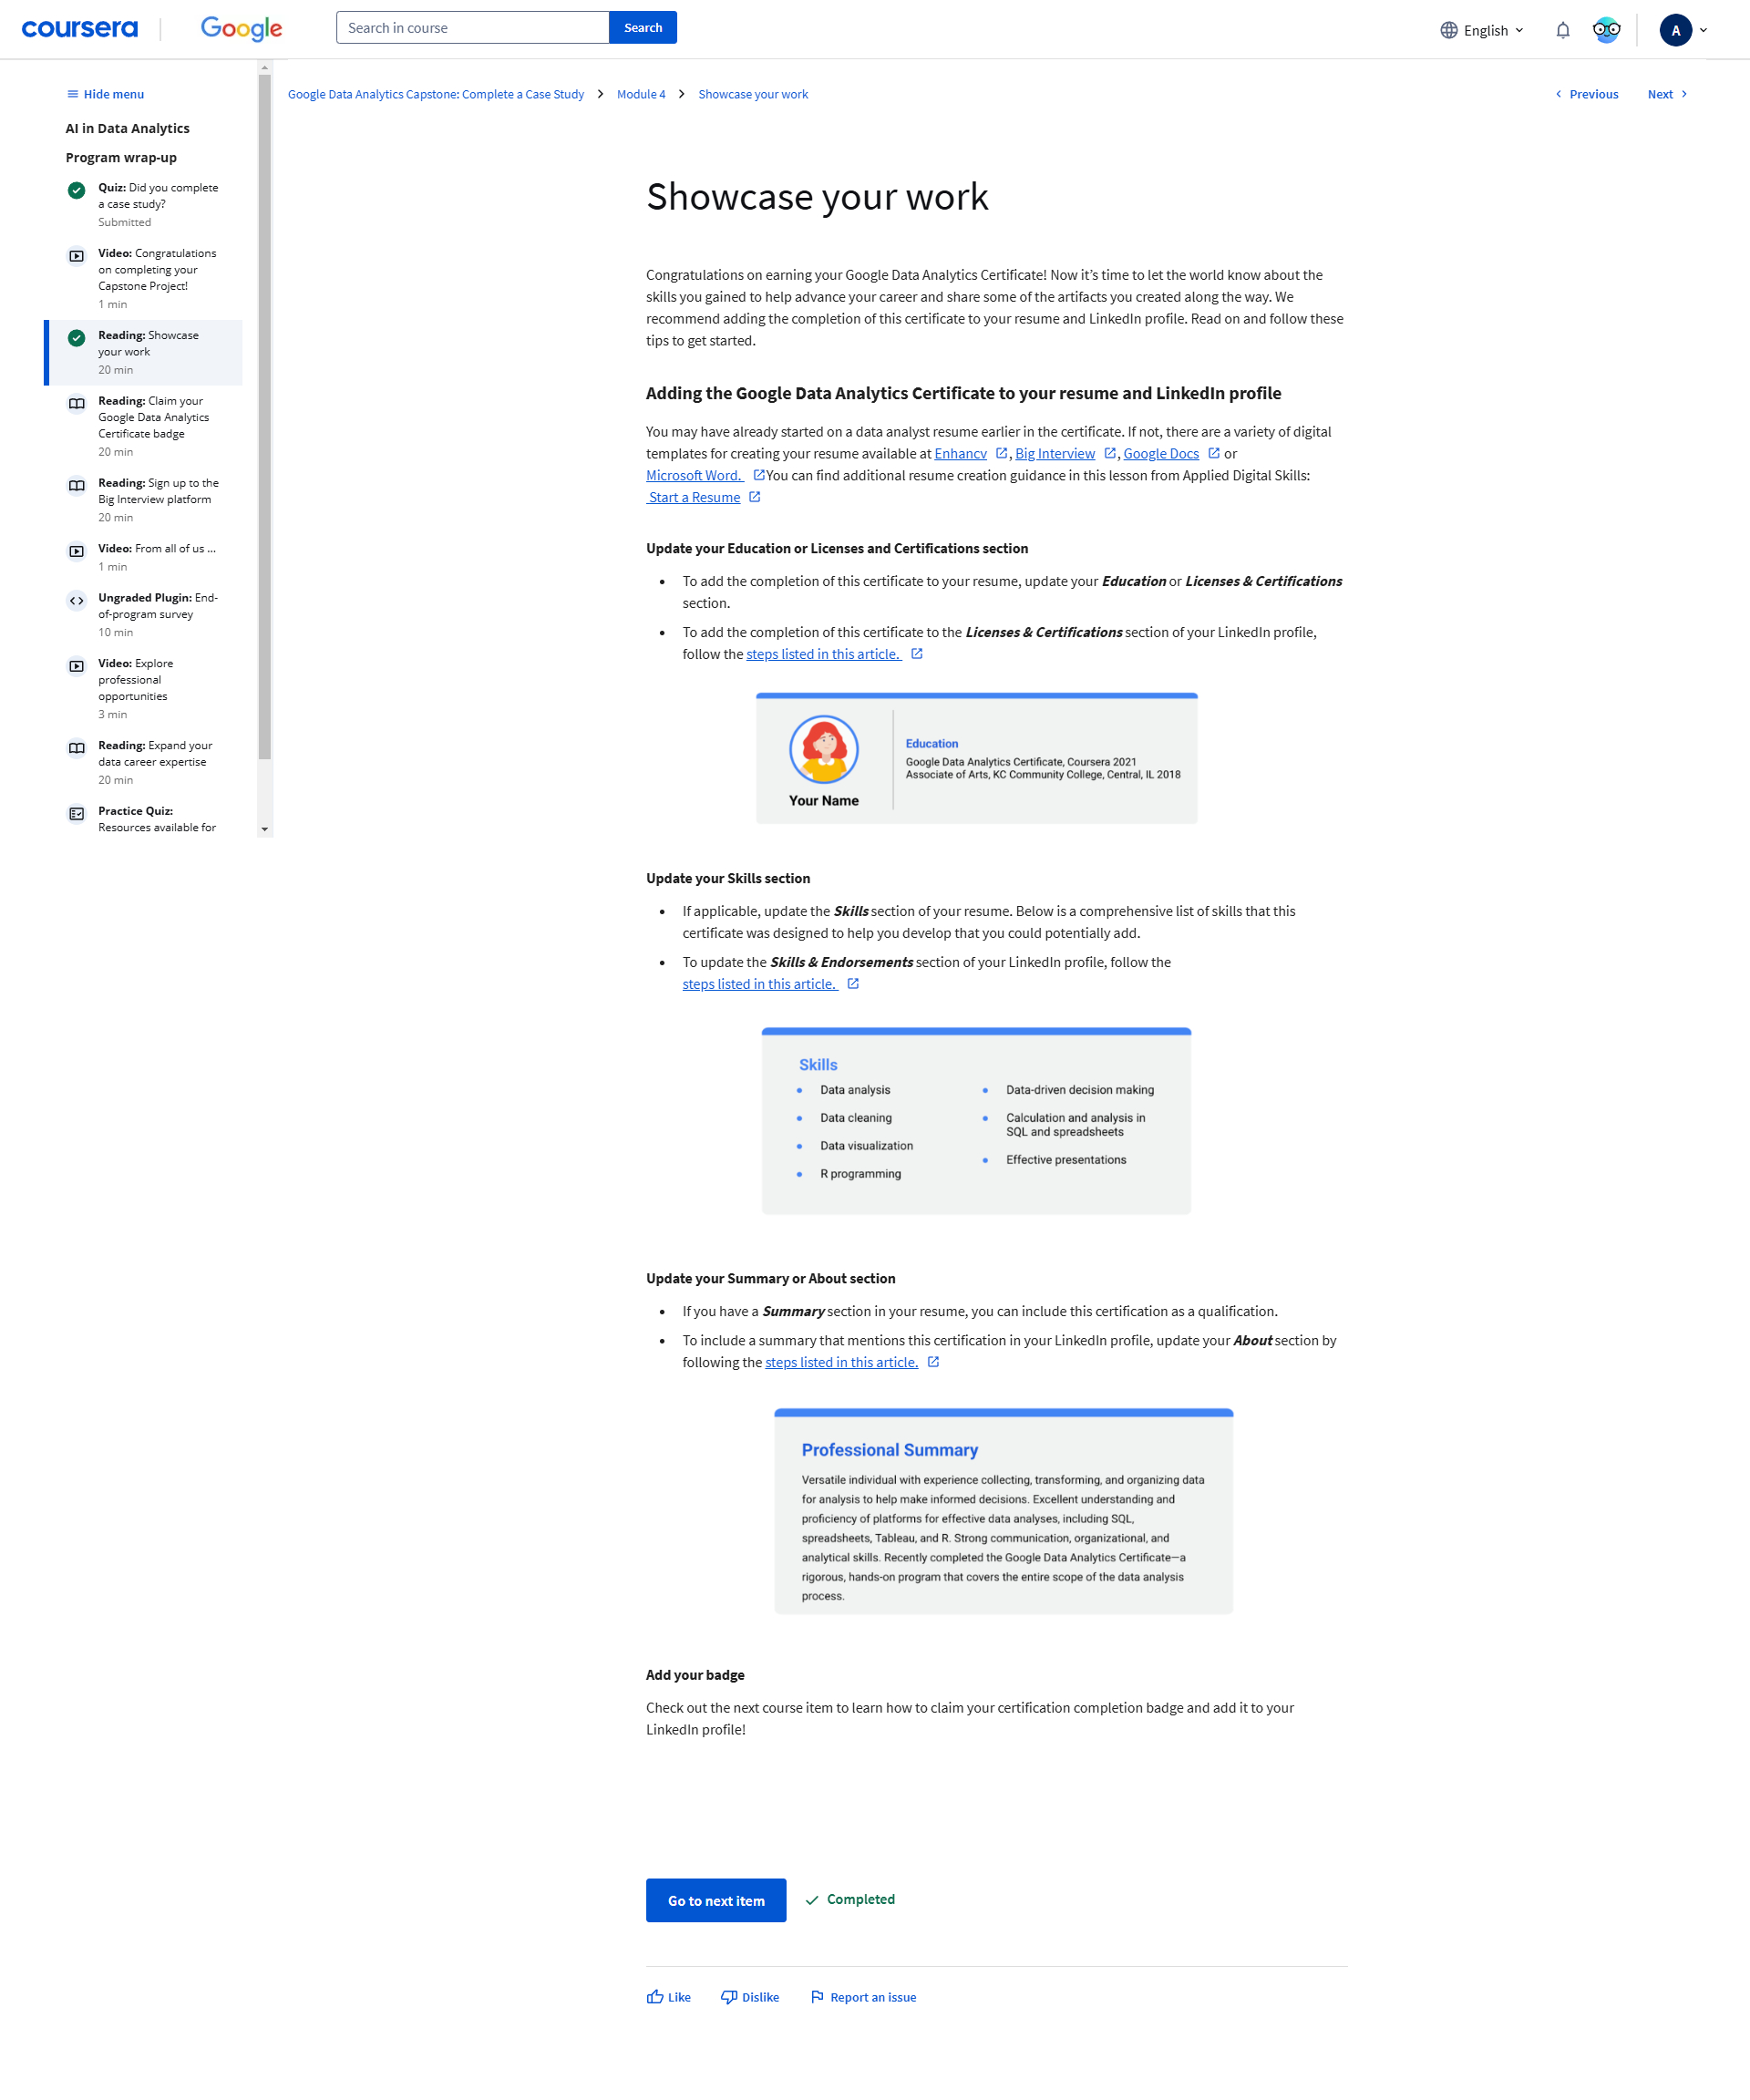 coursera
Google
Search in course
Search
English
A
Hide menu
AI in Data Analytics
Program wrap-up
Quiz: Did you complete
a case study?
Submitted
Video: Congratulations
on completing your
Capstone Project!
1 min
Reading: Showcase
your work
20 min
Reading: Claim your
Google Data Analytics
Certificate badge
20 min
Reading: Sign up to the
Big Interview platform
20 min
Video: From all of us ...
1 min
Ungraded Plugin: End-
of-program survey
10 min
Video: Explore
professional
opportunities
3 min
Reading: Expand your
data career expertise
20 min
Practice Quiz:
Resources available for
Google Data Analytics Capstone: Complete a Case Study
Module 4
Showcase your work
Previous
Next
Showcase your work
Congratulations on earning your Google Data Analytics Certificate! Now it’s time to let the world know about the
skills you gained to help advance your career and share some of the artifacts you created along the way. We
recommend adding the completion of this certificate to your resume and LinkedIn profile. Read on and follow these
tips to get started.
Adding the Google Data Analytics Certificate to your resume and LinkedIn profile
You may have already started on a data analyst resume earlier in the certificate. If not, there are a variety of digital
templates for creating your resume available at Enhancv , Big Interview , Google Docs or
Microsoft Word. You can find additional resume creation guidance in this lesson from Applied Digital Skills:
Start a Resume
Update your Education or Licenses and Certifications section
• To add the completion of this certificate to your resume, update your Education or Licenses & Certifications
section.
• To add the completion of this certificate to the Licenses & Certifications section of your LinkedIn profile,
follow the steps listed in this article.
Your Name
Education
Google Data Analytics Certificate, Coursera 2021
Associate of Arts, KC Community College, Central, IL 2018
Update your Skills section
• If applicable, update the Skills section of your resume. Below is a comprehensive list of skills that this
certificate was designed to help you develop that you could potentially add.
• To update the Skills & Endorsements section of your LinkedIn profile, follow the
steps listed in this article.
Skills
• Data analysis
• Data cleaning
• Data visualization
• R programming
• Data-driven decision making
• Calculation and analysis in
SQL and spreadsheets
• Effective presentations
Update your Summary or About section
• If you have a Summary section in your resume, you can include this certification as a qualification.
• To include a summary that mentions this certification in your LinkedIn profile, update your About section by
following the steps listed in this article.
Professional Summary
Versatile individual with experience collecting, transforming, and organizing data
for analysis to help make informed decisions. Excellent understanding and
proficiency of platforms for effective data analyses, including SQL,
spreadsheets, Tableau, and R. Strong communication, organizational, and
analytical skills. Recently completed the Google Data Analytics Certificate—a
rigorous, hands-on program that covers the entire scope of the data analysis
process.
Add your badge
Check out the next course item to learn how to claim your certification completion badge and add it to your
LinkedIn profile!
Go to next item
Completed
Like
Dislike
Report an issue